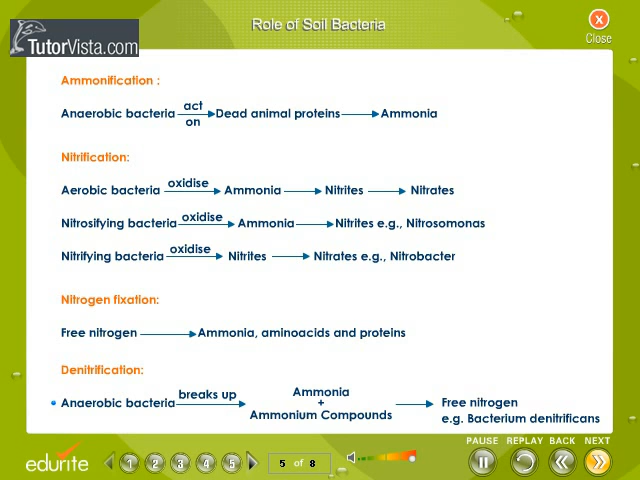 Role of Soil Bacteria
Close
TutorVista.com
Ammonification :
Anaerobic bacteria act on Dead animal proteins Ammonia
Nitrification:
Aerobic bacteria oxidise Ammonia Nitrites Nitrates
Nitrosifying bacteria oxidise Ammonia Nitrites e.g., Nitrosomonas
Nitrifying bacteria oxidise Nitrites Nitrates e.g., Nitrobacter
Nitrogen fixation:
Free nitrogen Ammonia, aminoacids and proteins
Denitrification:
Anaerobic bacteria breaks up Ammonia + Ammonium Compounds Free nitrogen
e.g. Bacterium denitrificans
PAUSE REPLAY BACK NEXT
edurite 1 2 3 4 5 5 of 8